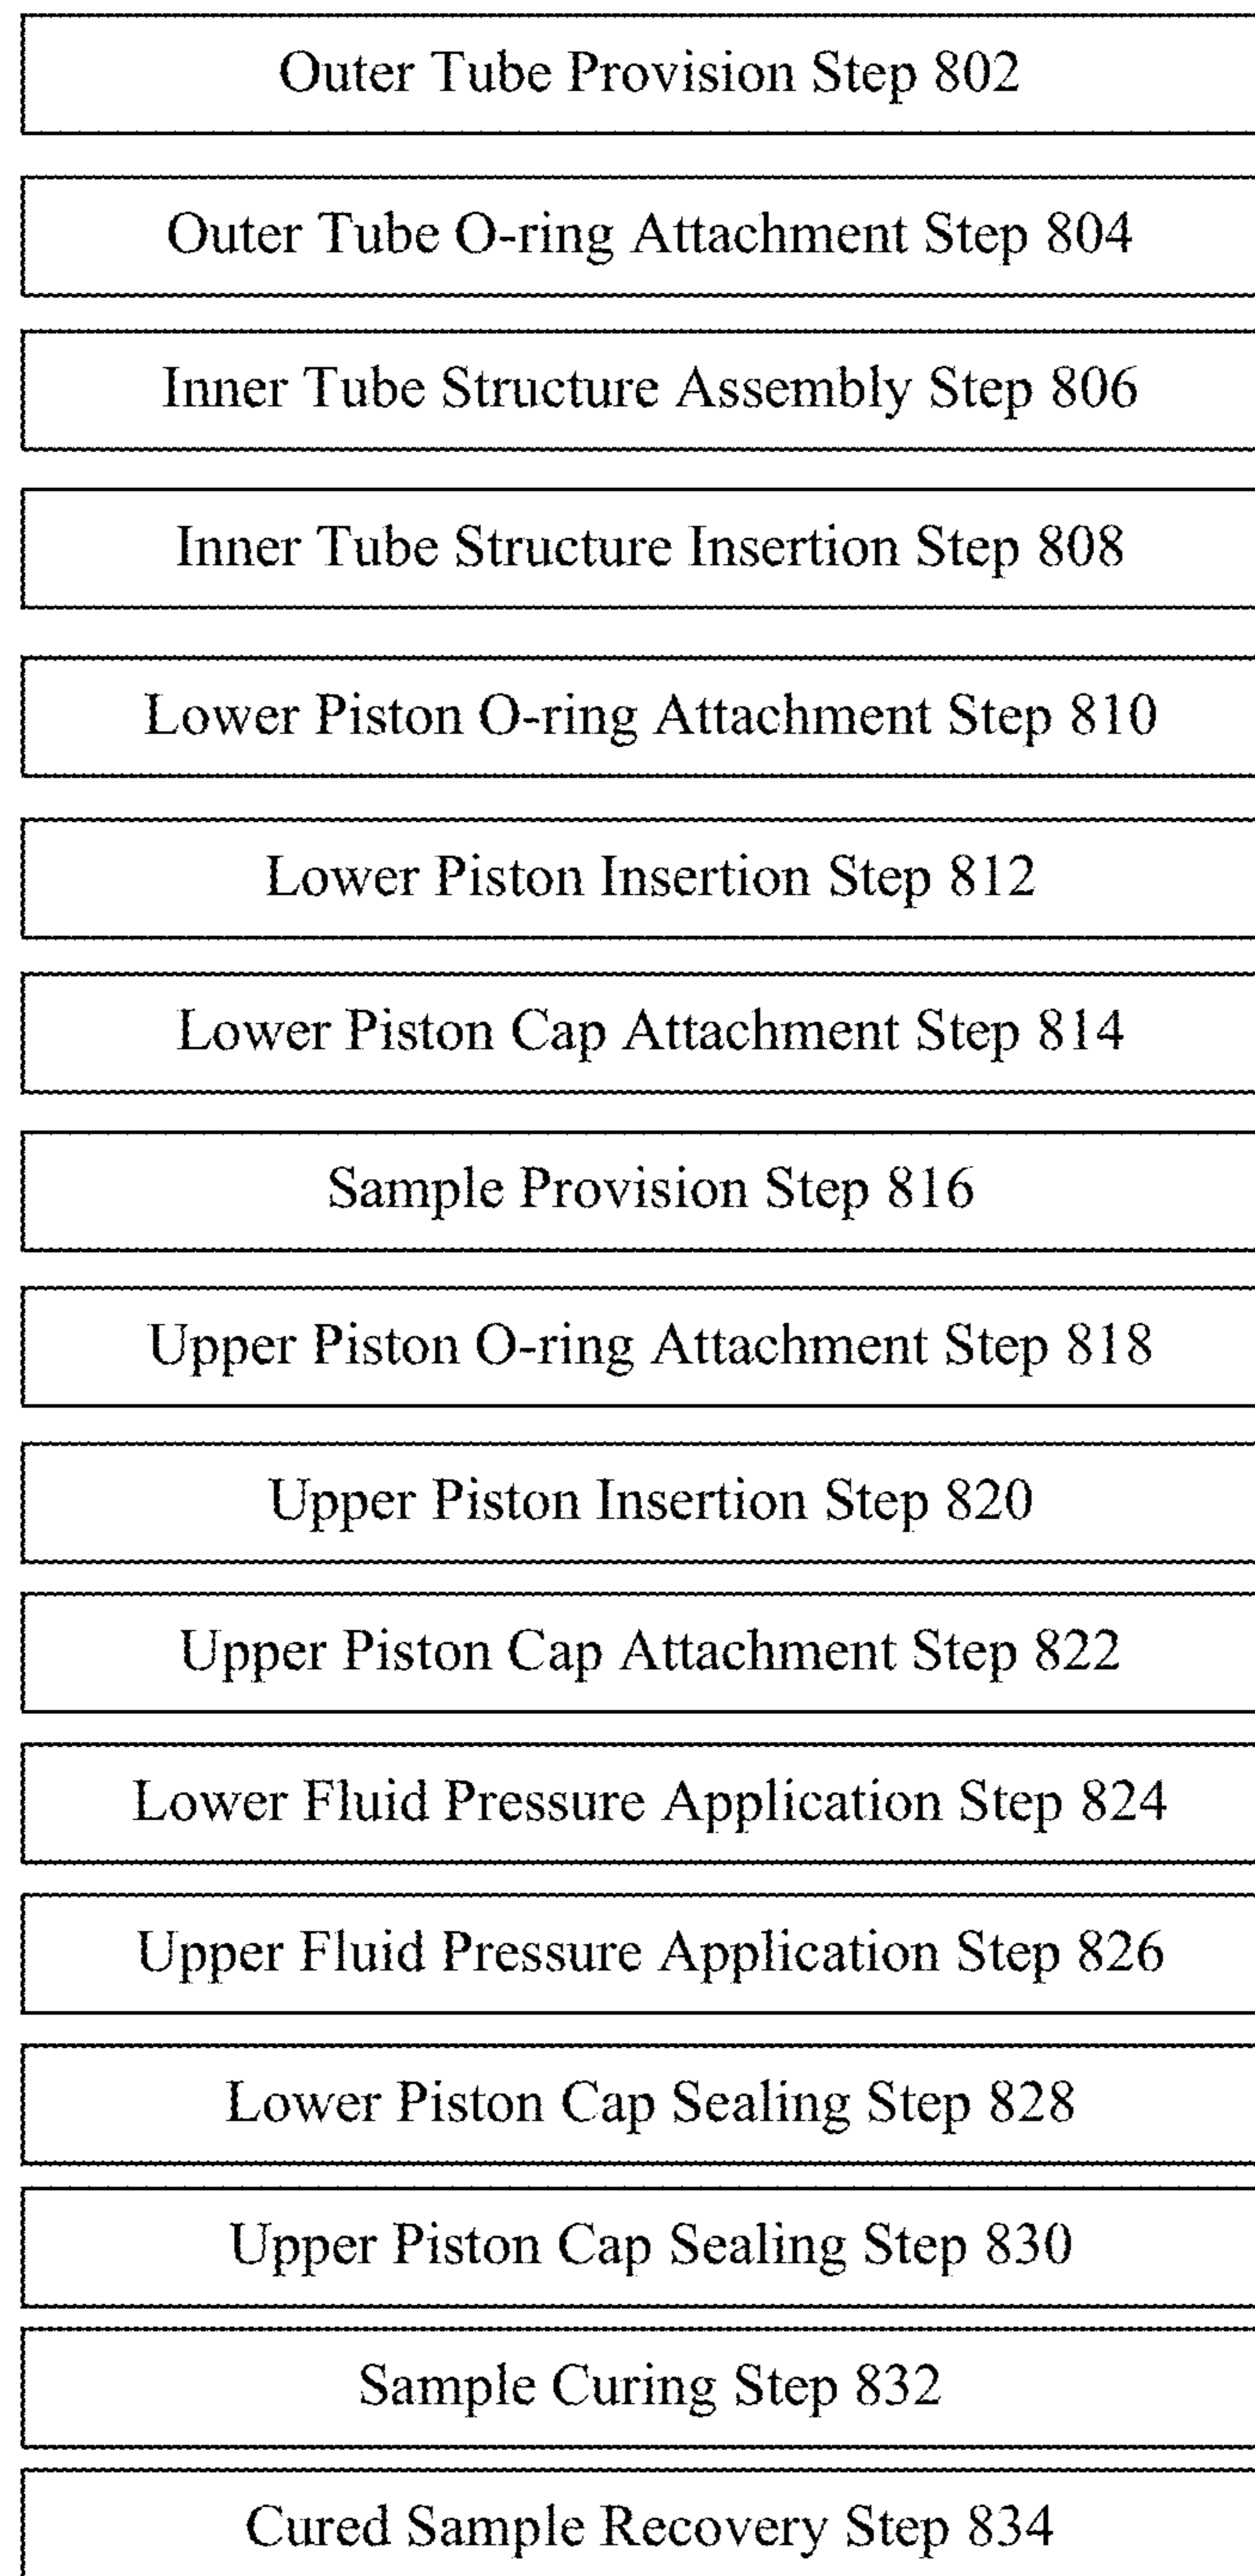 Outer Tube Provision Step 802
Outer Tube O-ring Attachment Step 804
Inner Tube Structure Assembly Step 806
Inner Tube Structure Insertion Step 808
Lower Piston O-ring Attachment Step 810
Lower Piston Insertion Step 812
Lower Piston Cap Attachment Step 814
Sample Provision Step 816
Upper Piston O-ring Attachment Step 818
Upper Piston Insertion Step 820
Upper Piston Cap Attachment Step 822
Lower Fluid Pressure Application Step 824
Upper Fluid Pressure Application Step 826
Lower Piston Cap Sealing Step 828
Upper Piston Cap Sealing Step 830
Sample Curing Step 832
Cured Sample Recovery Step 834